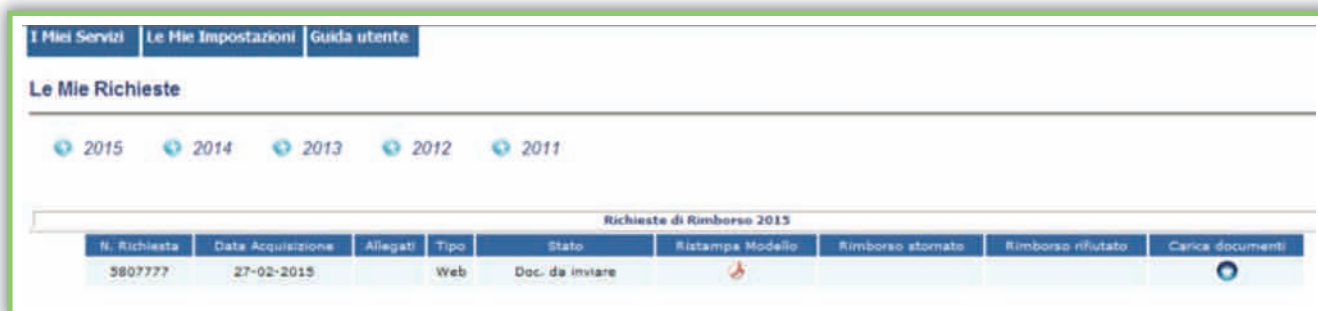 I Miei Servizi Le Mie Impostazioni Guida utente
Le Mie Richieste
2015 2014 2013 2012 2011
Richieste di Rimborso 2015
N. Richiesta Data Acquisizione Allegati Tipo Stato Ristampa Modello Rimborso stornato Rimborso rifiutato Carica documenti
5807777 27-02-2015 Web Doc. da inviare